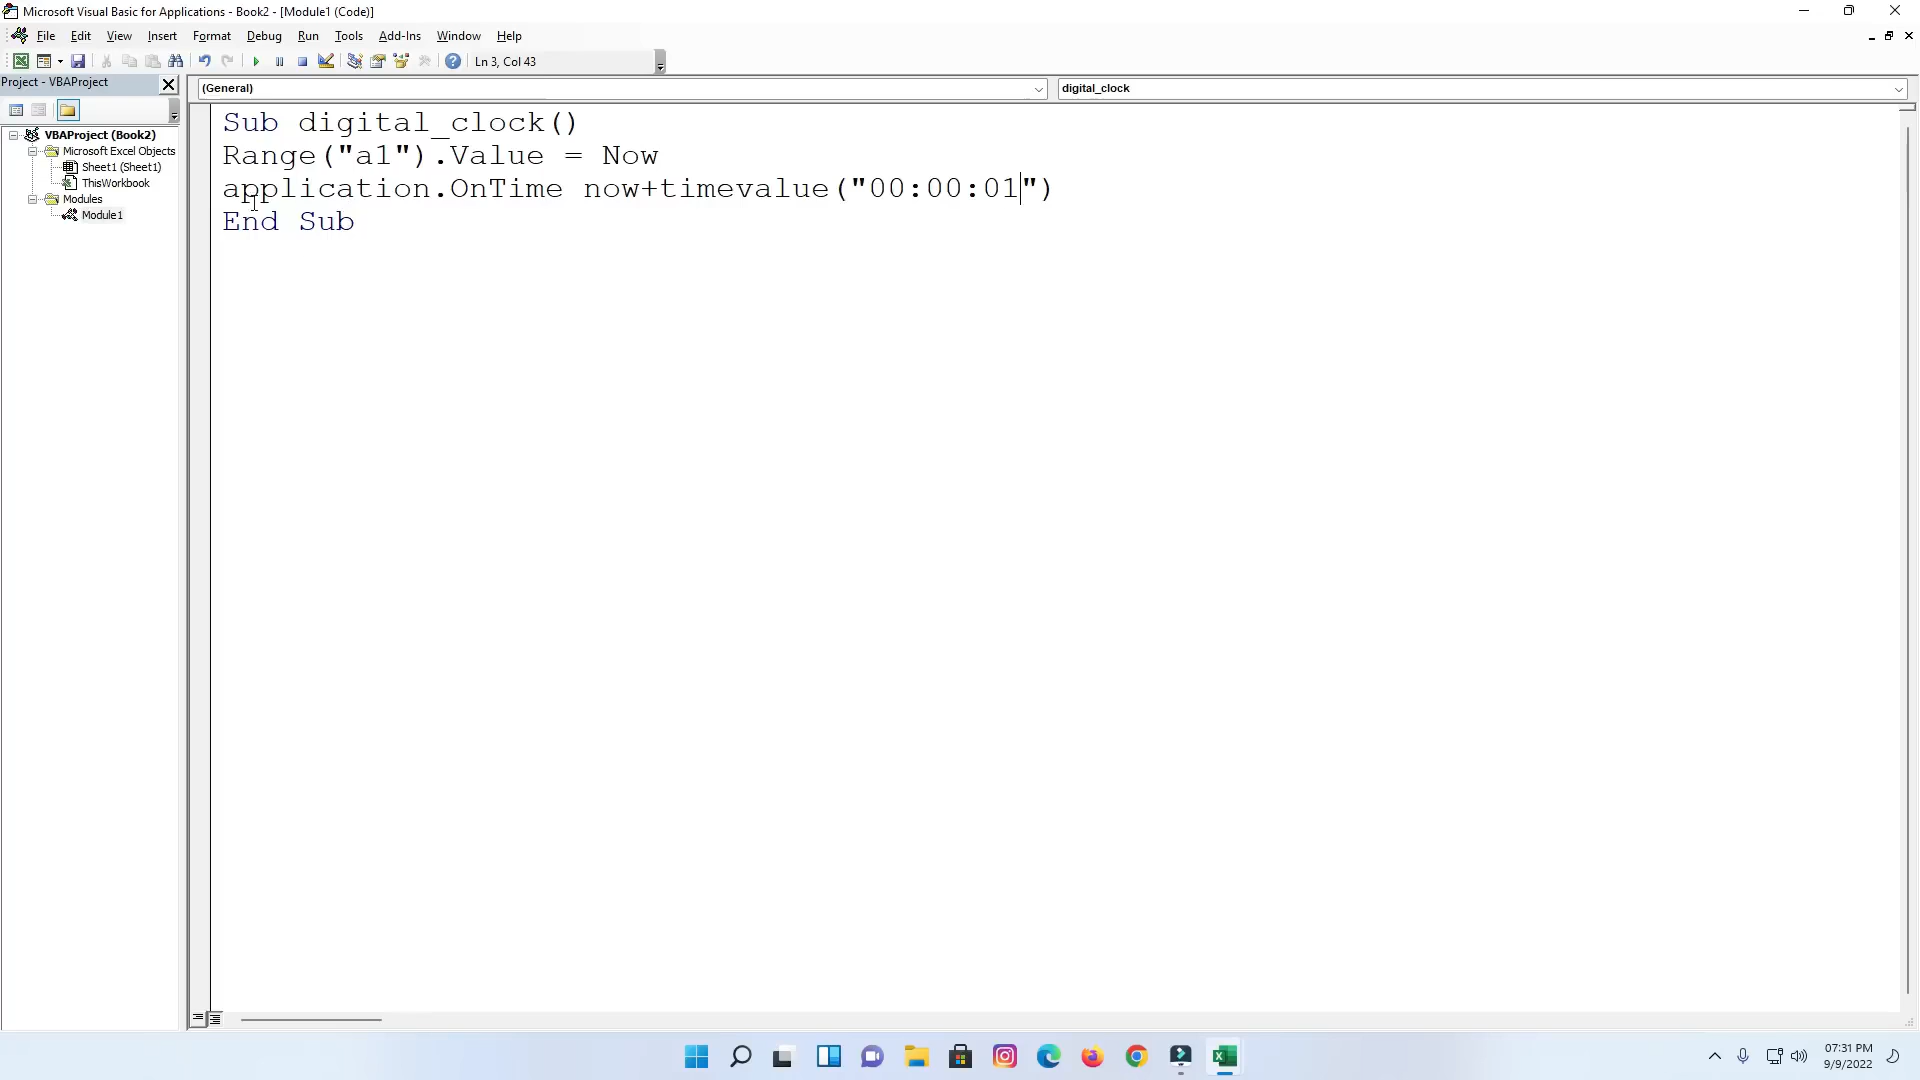 Microsoft Visual Basic for Applications - Book2 - [Module1 (Code)]
File Edit View Insert Format Debug Run Tools Add-Ins Window Help
Ln 3, Col 43
Project - VBAProject
(General)
digital_clock
VBAProject (Book2)
Microsoft Excel Objects
Sheet1 (Sheet1)
ThisWorkbook
Modules
Module1
Sub digital_clock()
Range("a1").Value = Now
application.OnTime now+timevalue("00:00:01")
End Sub
07:31 PM
9/9/2022